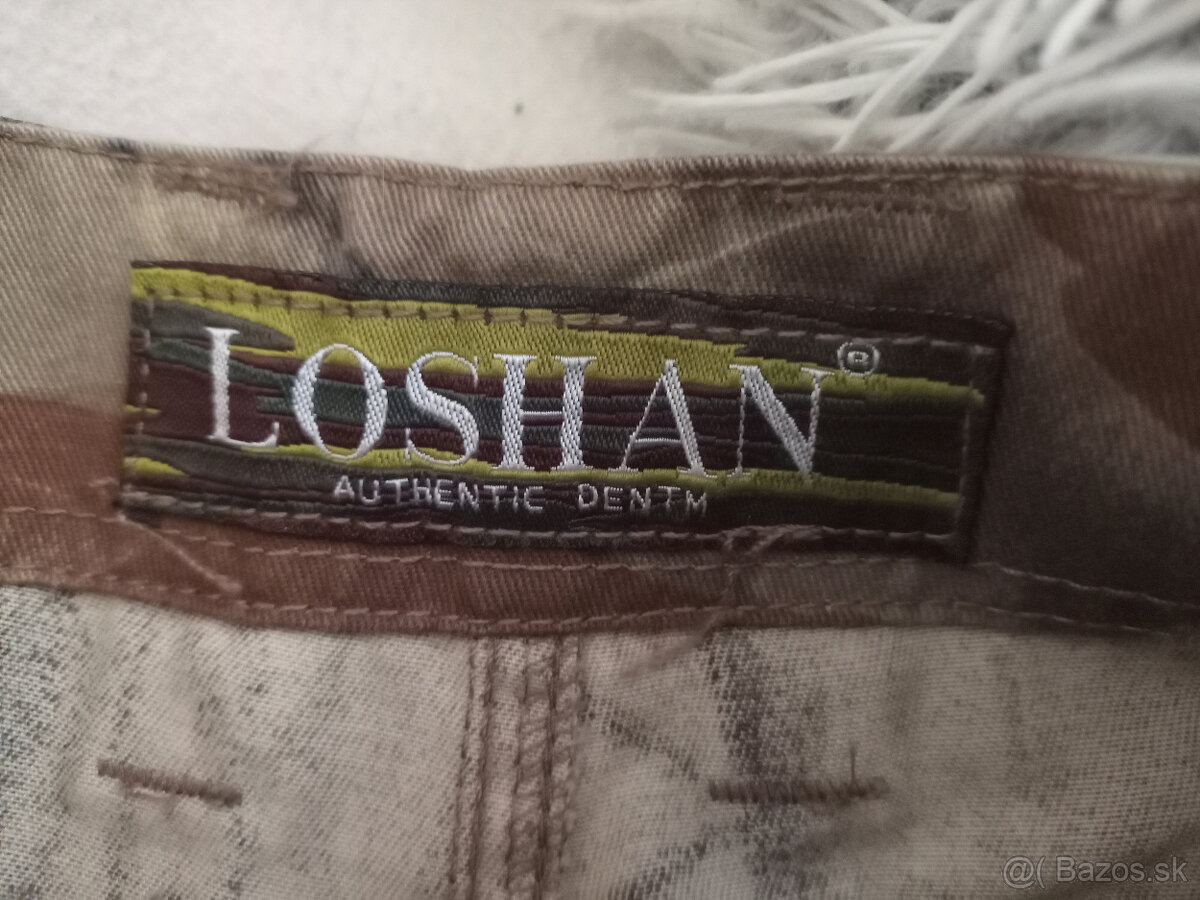 LOSHAN®
AUTHENTIC DENIM
@( Bazos.sk